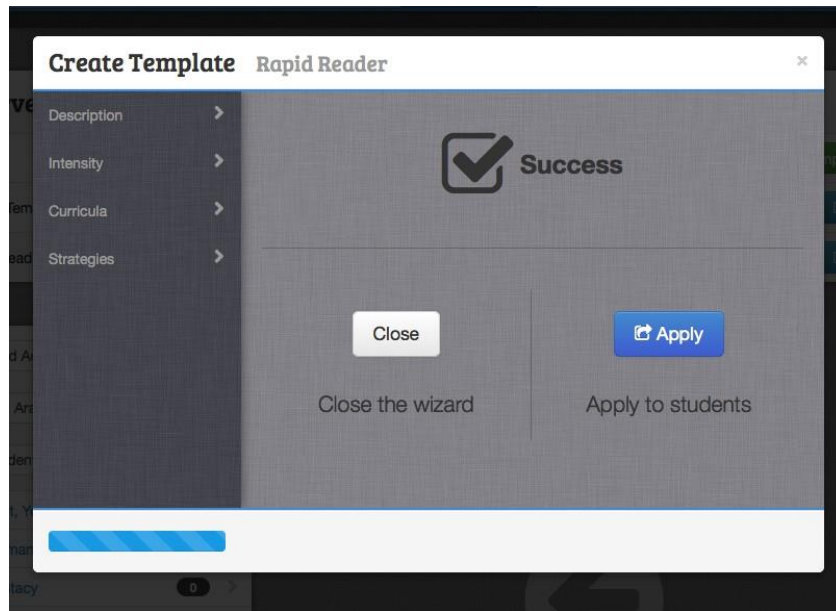 Create Template Rapid Reader ×
Description
Intensity
Curricula
Strategies
Success
Close
Apply
Close the wizard
Apply to students
0